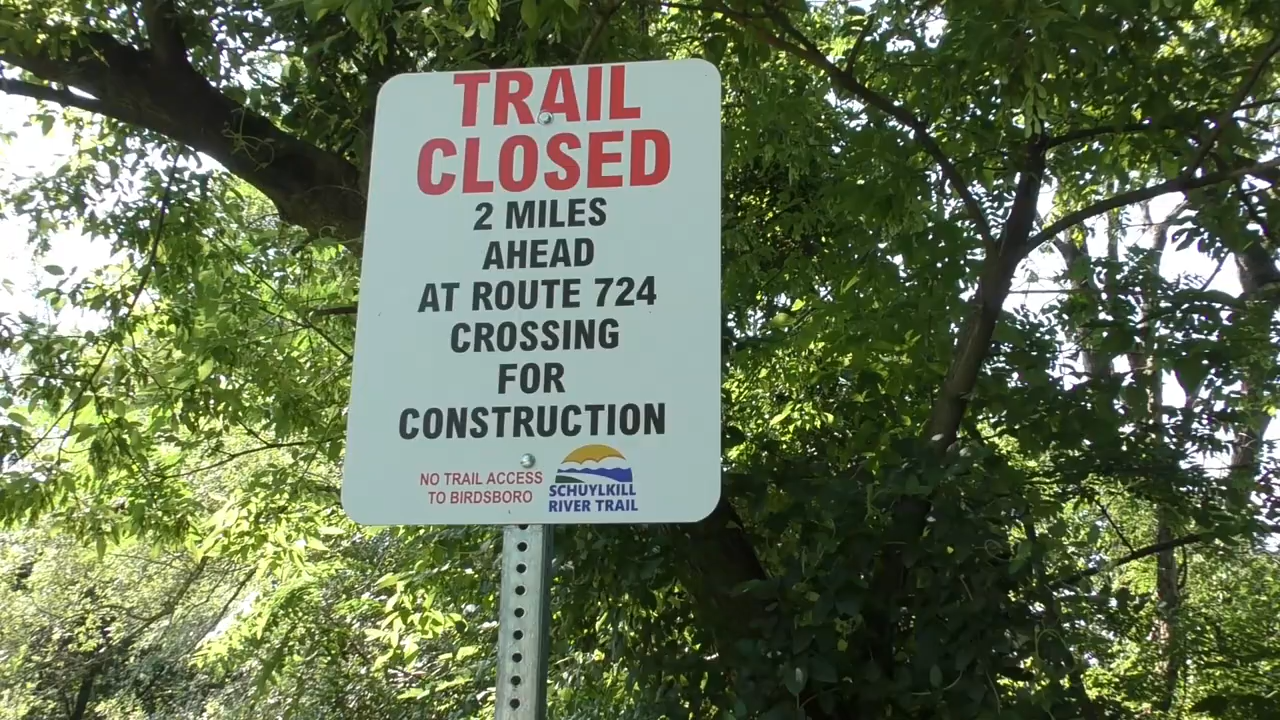 TRAIL
CLOSED
2 MILES
AHEAD
AT ROUTE 724
CROSSING
FOR
CONSTRUCTION
NO TRAIL ACCESS
TO BIRDSBORO
SCHUYLKILL
RIVER TRAIL